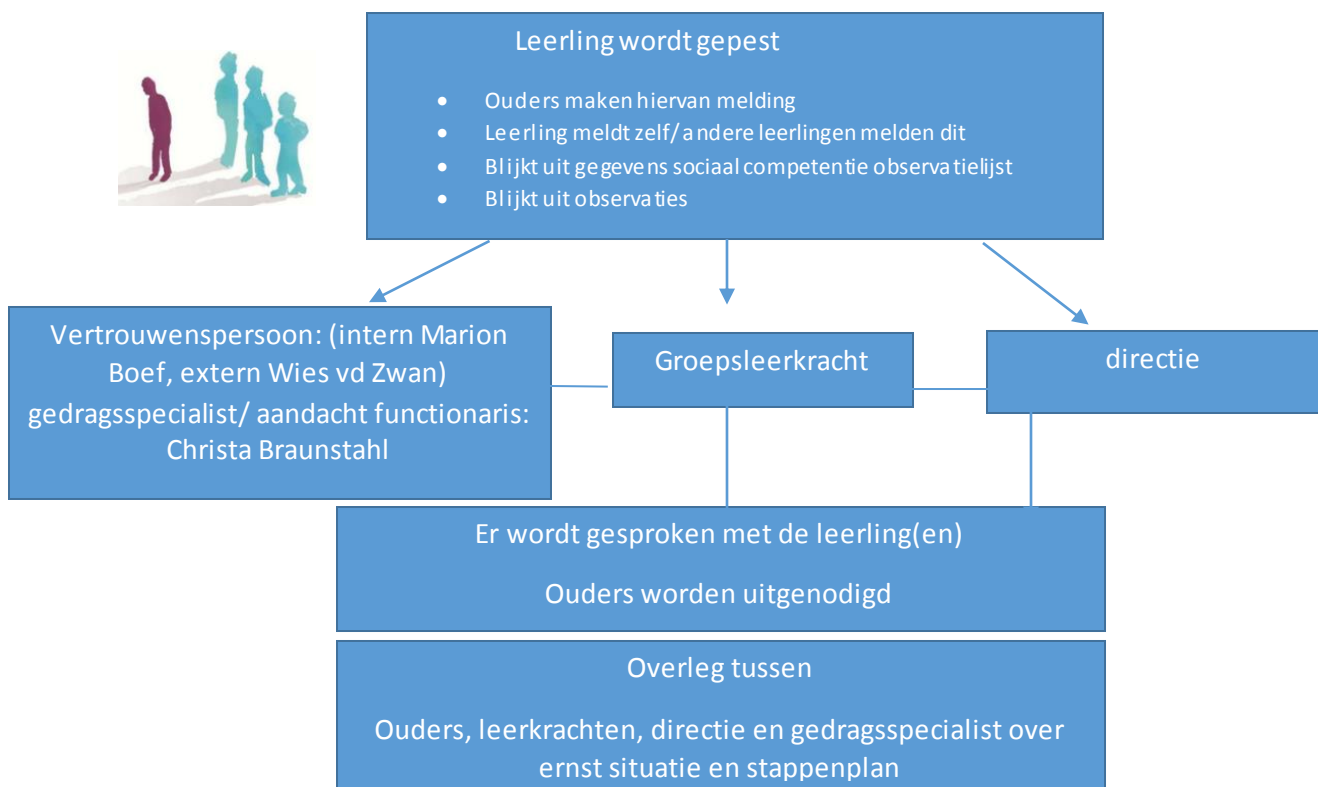 Leerling wordt gepest
• Ouders maken hiervan melding
• Leerling meldt zelf/ andere leerlingen melden dit
• Blijkt uit gegevens sociaal competentie observatielijst
• Blijkt uit observaties
Vertrouwenspersoon: (intern Marion
Boef, extern Wies vd Zwan)
gedragsspecialist/ aandacht functionaris:
Christa Braunstahl
Groepsleerkracht
directie
Er wordt gesproken met de leerling(en)
Ouders worden uitgenodigd
Overleg tussen
Ouders, leerkrachten, directie en gedragsspecialist over
ernst situatie en stappenplan